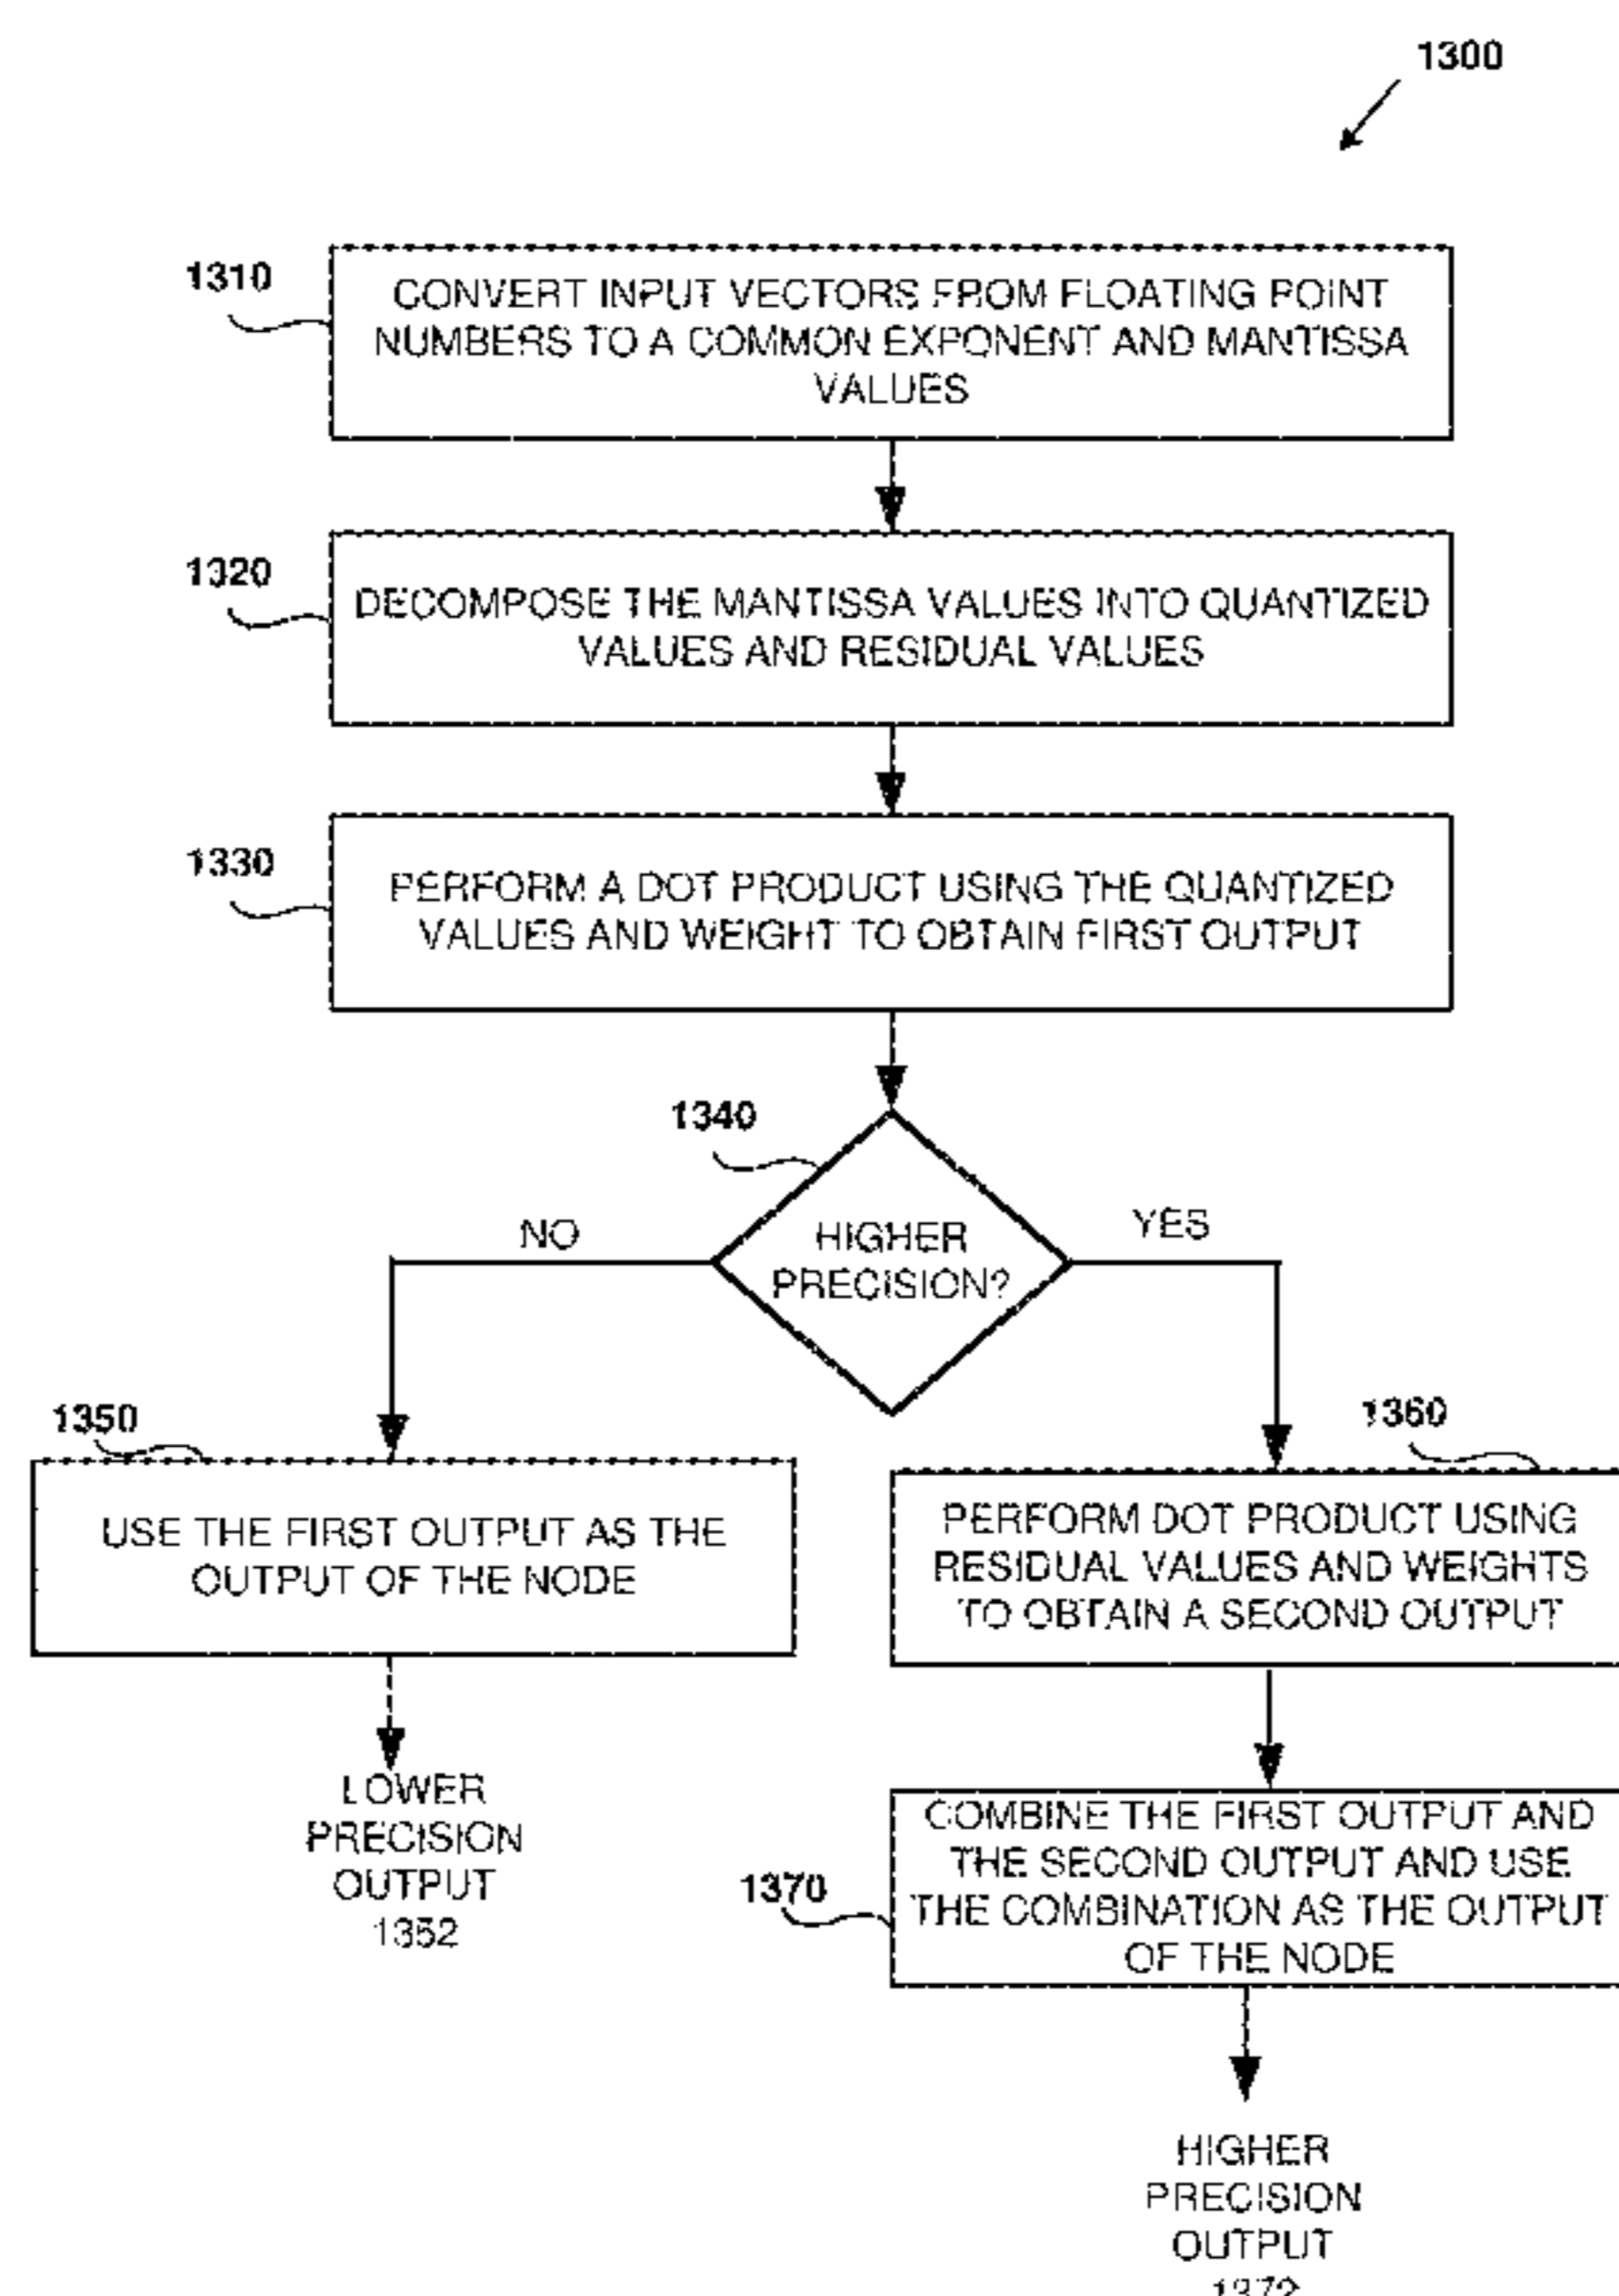 1300
1310
CONVERT INPUT VECTORS FROM FLOATING POINT
NUMBERS TO A COMMON EXPONENT AND MANTISSA
VALUES
1320
DECOMPOSE THE MANTISSA VALUES INTO QUANTIZED
VALUES AND RESIDUAL VALUES
1330
PERFORM A DOT PRODUCT USING THE QUANTIZED
VALUES AND WEIGHT TO OBTAIN FIRST OUTPUT
1340
HIGHER
PRECISION?
NO
YES
1350
USE THE FIRST OUTPUT AS THE
OUTPUT OF THE NODE
LOWER
PRECISION
OUTPUT
1352
1360
PERFORM DOT PRODUCT USING
RESIDUAL VALUES AND WEIGHTS
TO OBTAIN A SECOND OUTPUT
1370
COMBINE THE FIRST OUTPUT AND
THE SECOND OUTPUT AND USE
THE COMBINATION AS THE OUTPUT
OF THE NODE
HIGHER
PRECISION
OUTPUT
1372